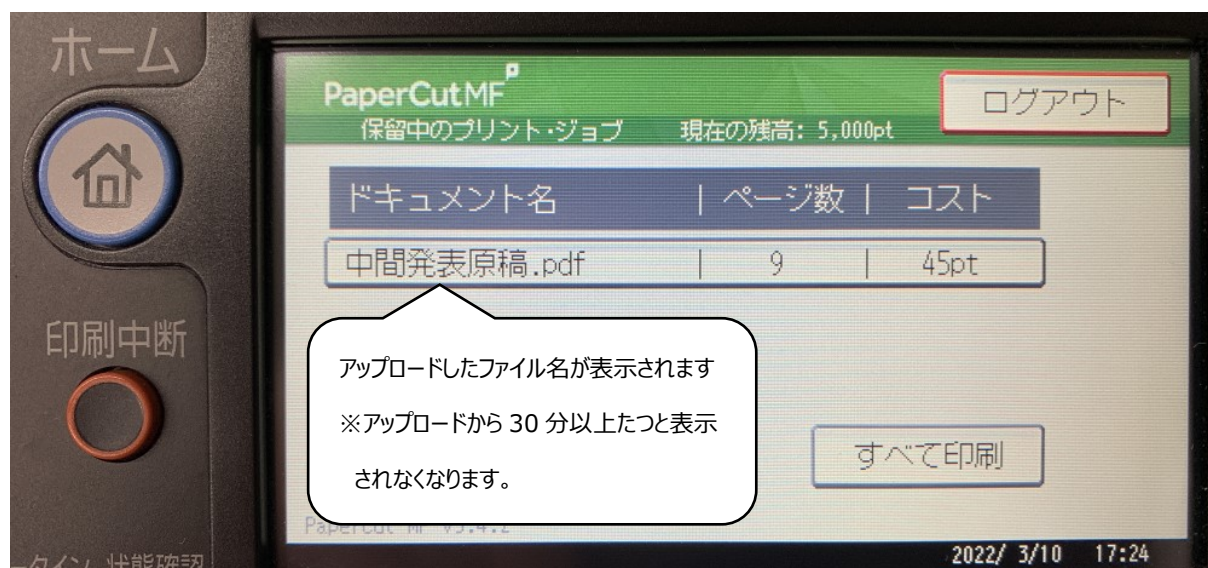 ホーム
PaperCutMF
ログアウト
保留中のプリント・ジョブ 現在の残高: 5,000pt
ドキュメント名 | ページ数 | コスト
中間発表原稿.pdf | 9 | 45pt
印刷中断
アップロードしたファイル名が表示されます
※アップロードから 30 分以上たつと表示
されなくなります。
すべて印刷
2022/ 3/10 17:24
状態確認